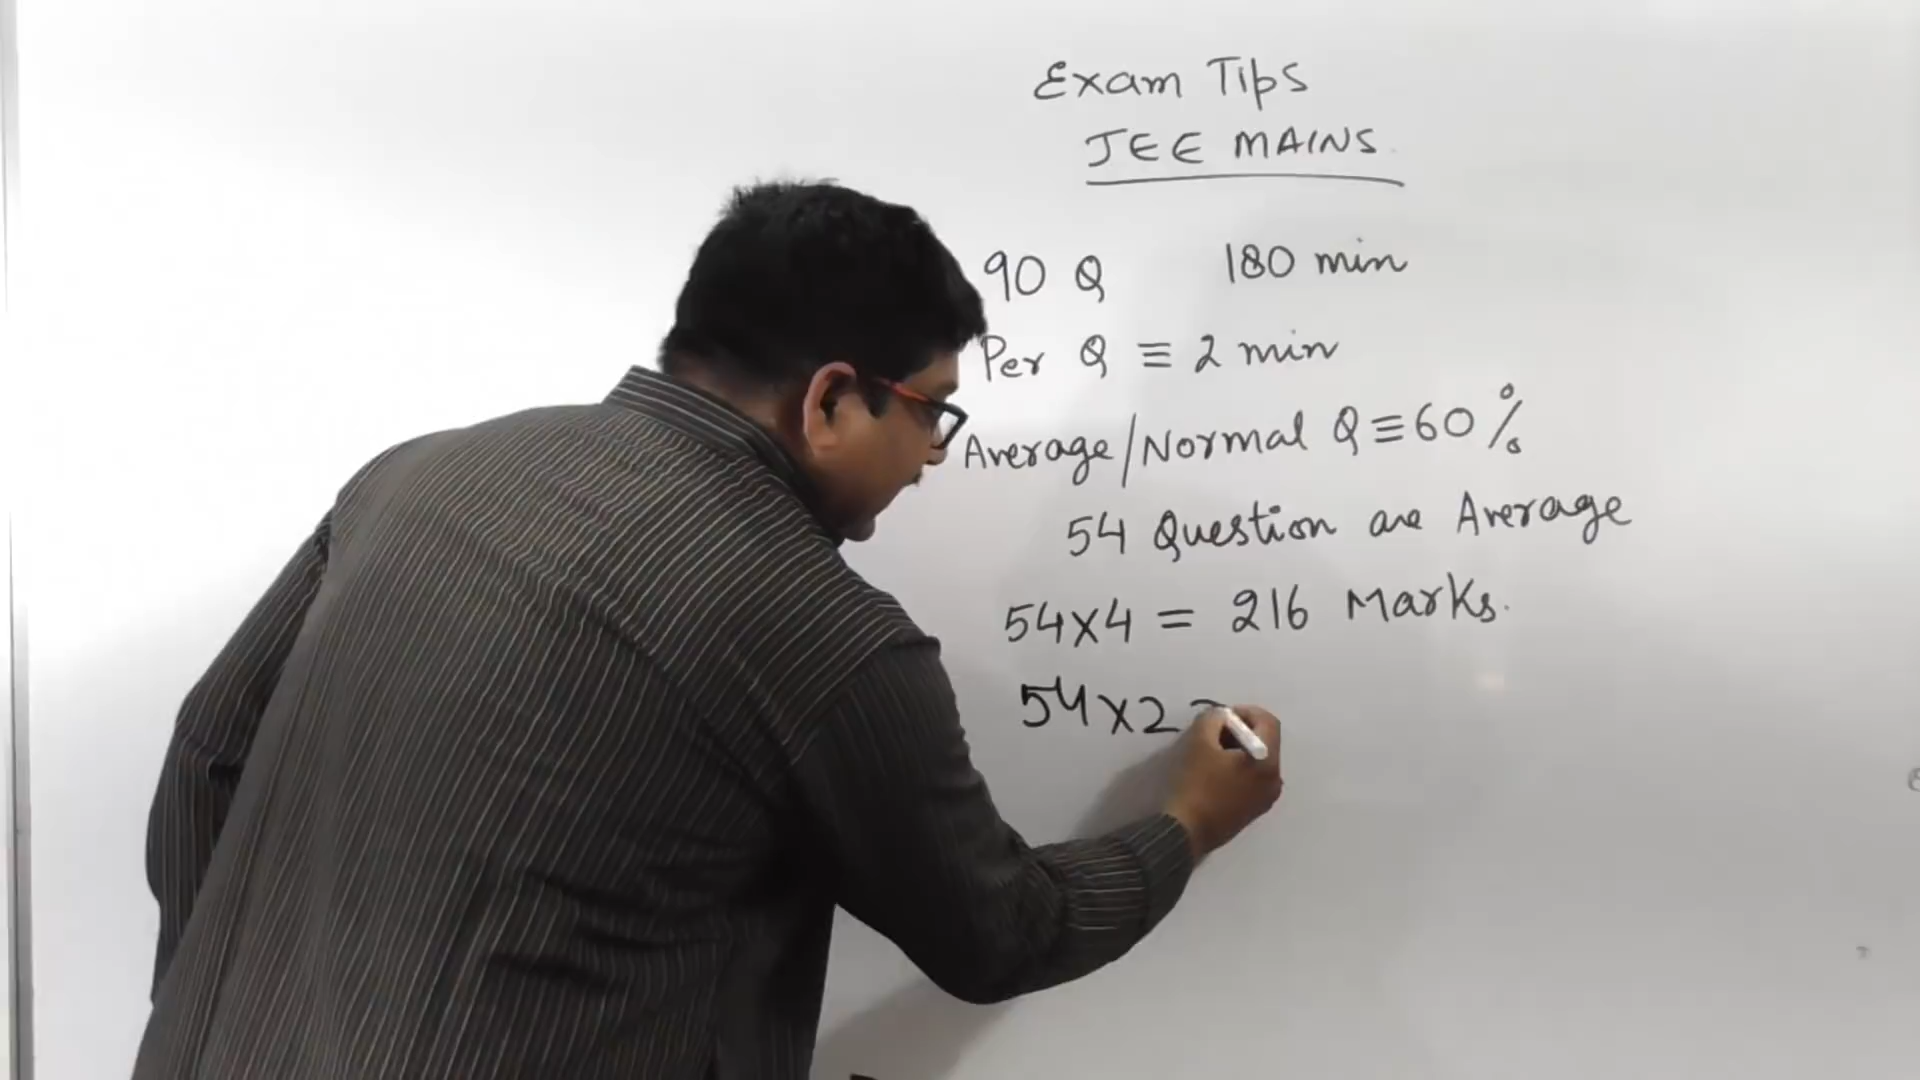 Exam Tips
JEE MAINS
90 Q 180 min
Per Q ≡ 2 min
Average/Normal Q ≡ 60 %
54 Question are Average
54x4 = 216 Marks.
54x2 =